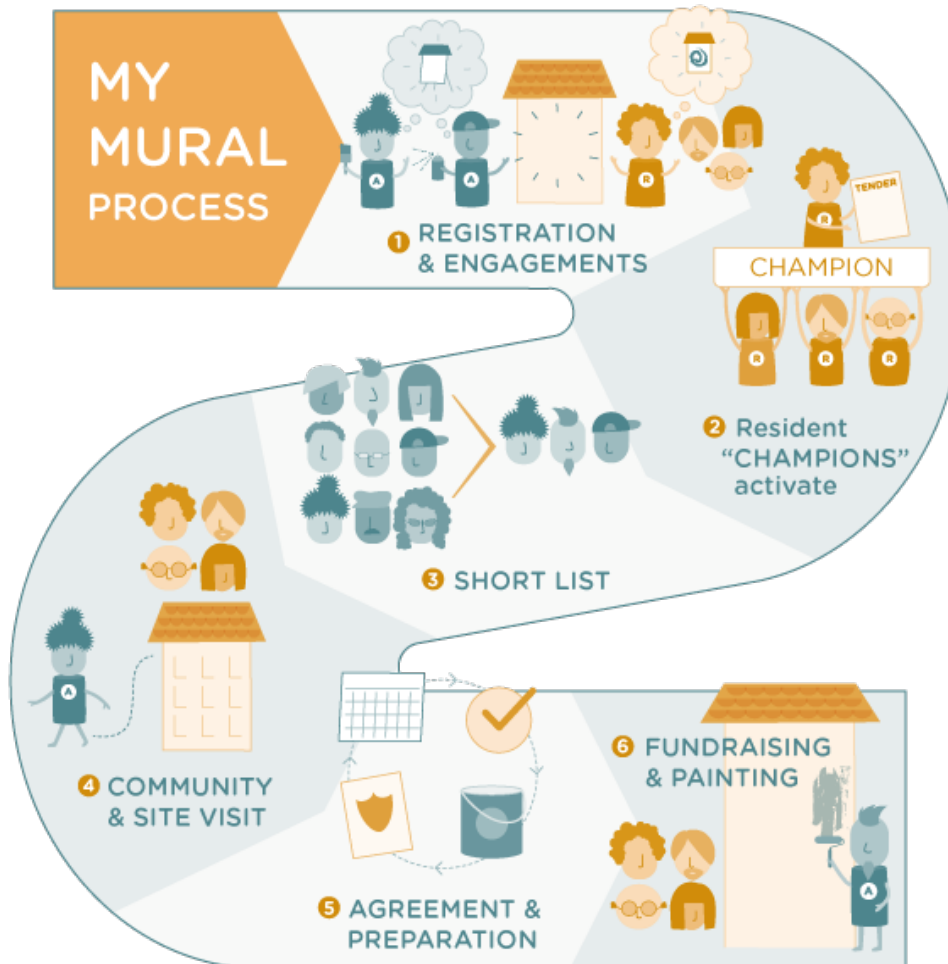 MY
MURAL
PROCESS
A
A
R
1 REGISTRATION
& ENGAGEMENTS
TENDER
R
CHAMPION
R
R
R
2 Resident
"CHAMPIONS"
activate
3 SHORT LIST
A
4 COMMUNITY
& SITE VISIT
5 AGREEMENT &
PREPARATION
6 FUNDRAISING
& PAINTING
A